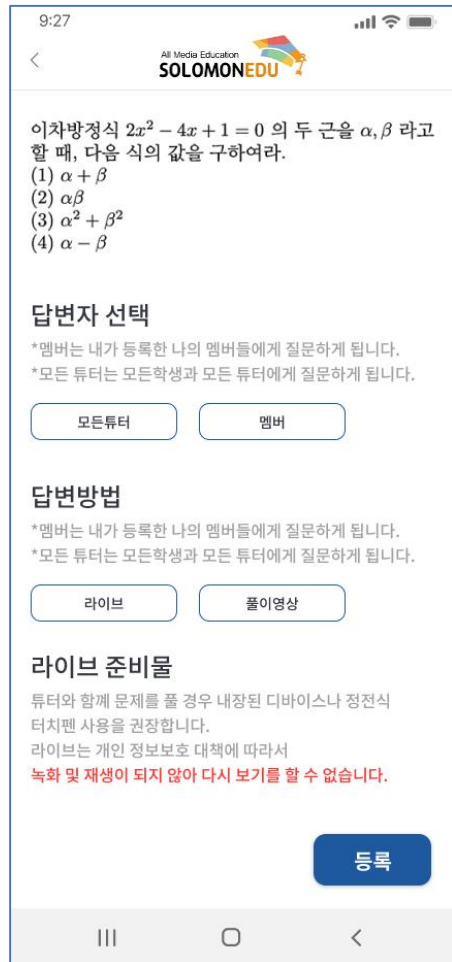 9:27
All Media Education
SOLOMONEDU
이차방정식 2x² − 4x + 1 = 0 의 두 근을 α, β 라고
할 때, 다음 식의 값을 구하여라.
(1) α + β
(2) αβ
(3) α² + β²
(4) α − β
답변자 선택
*멤버는 내가 등록한 나의 멤버들에게 질문하게 됩니다.
*모든 튜터는 모든학생과 모든 튜터에게 질문하게 됩니다.
모든튜터 멤버
답변방법
*멤버는 내가 등록한 나의 멤버들에게 질문하게 됩니다.
*모든 튜터는 모든학생과 모든 튜터에게 질문하게 됩니다.
라이브 풀이영상
라이브 준비물
튜터와 함께 문제를 풀 경우 내장된 디바이스나 정전식
터치펜 사용을 권장합니다.
라이브는 개인 정보보호 대책에 따라서
녹화 및 재생이 되지 않아 다시 보기를 할 수 없습니다.
등록